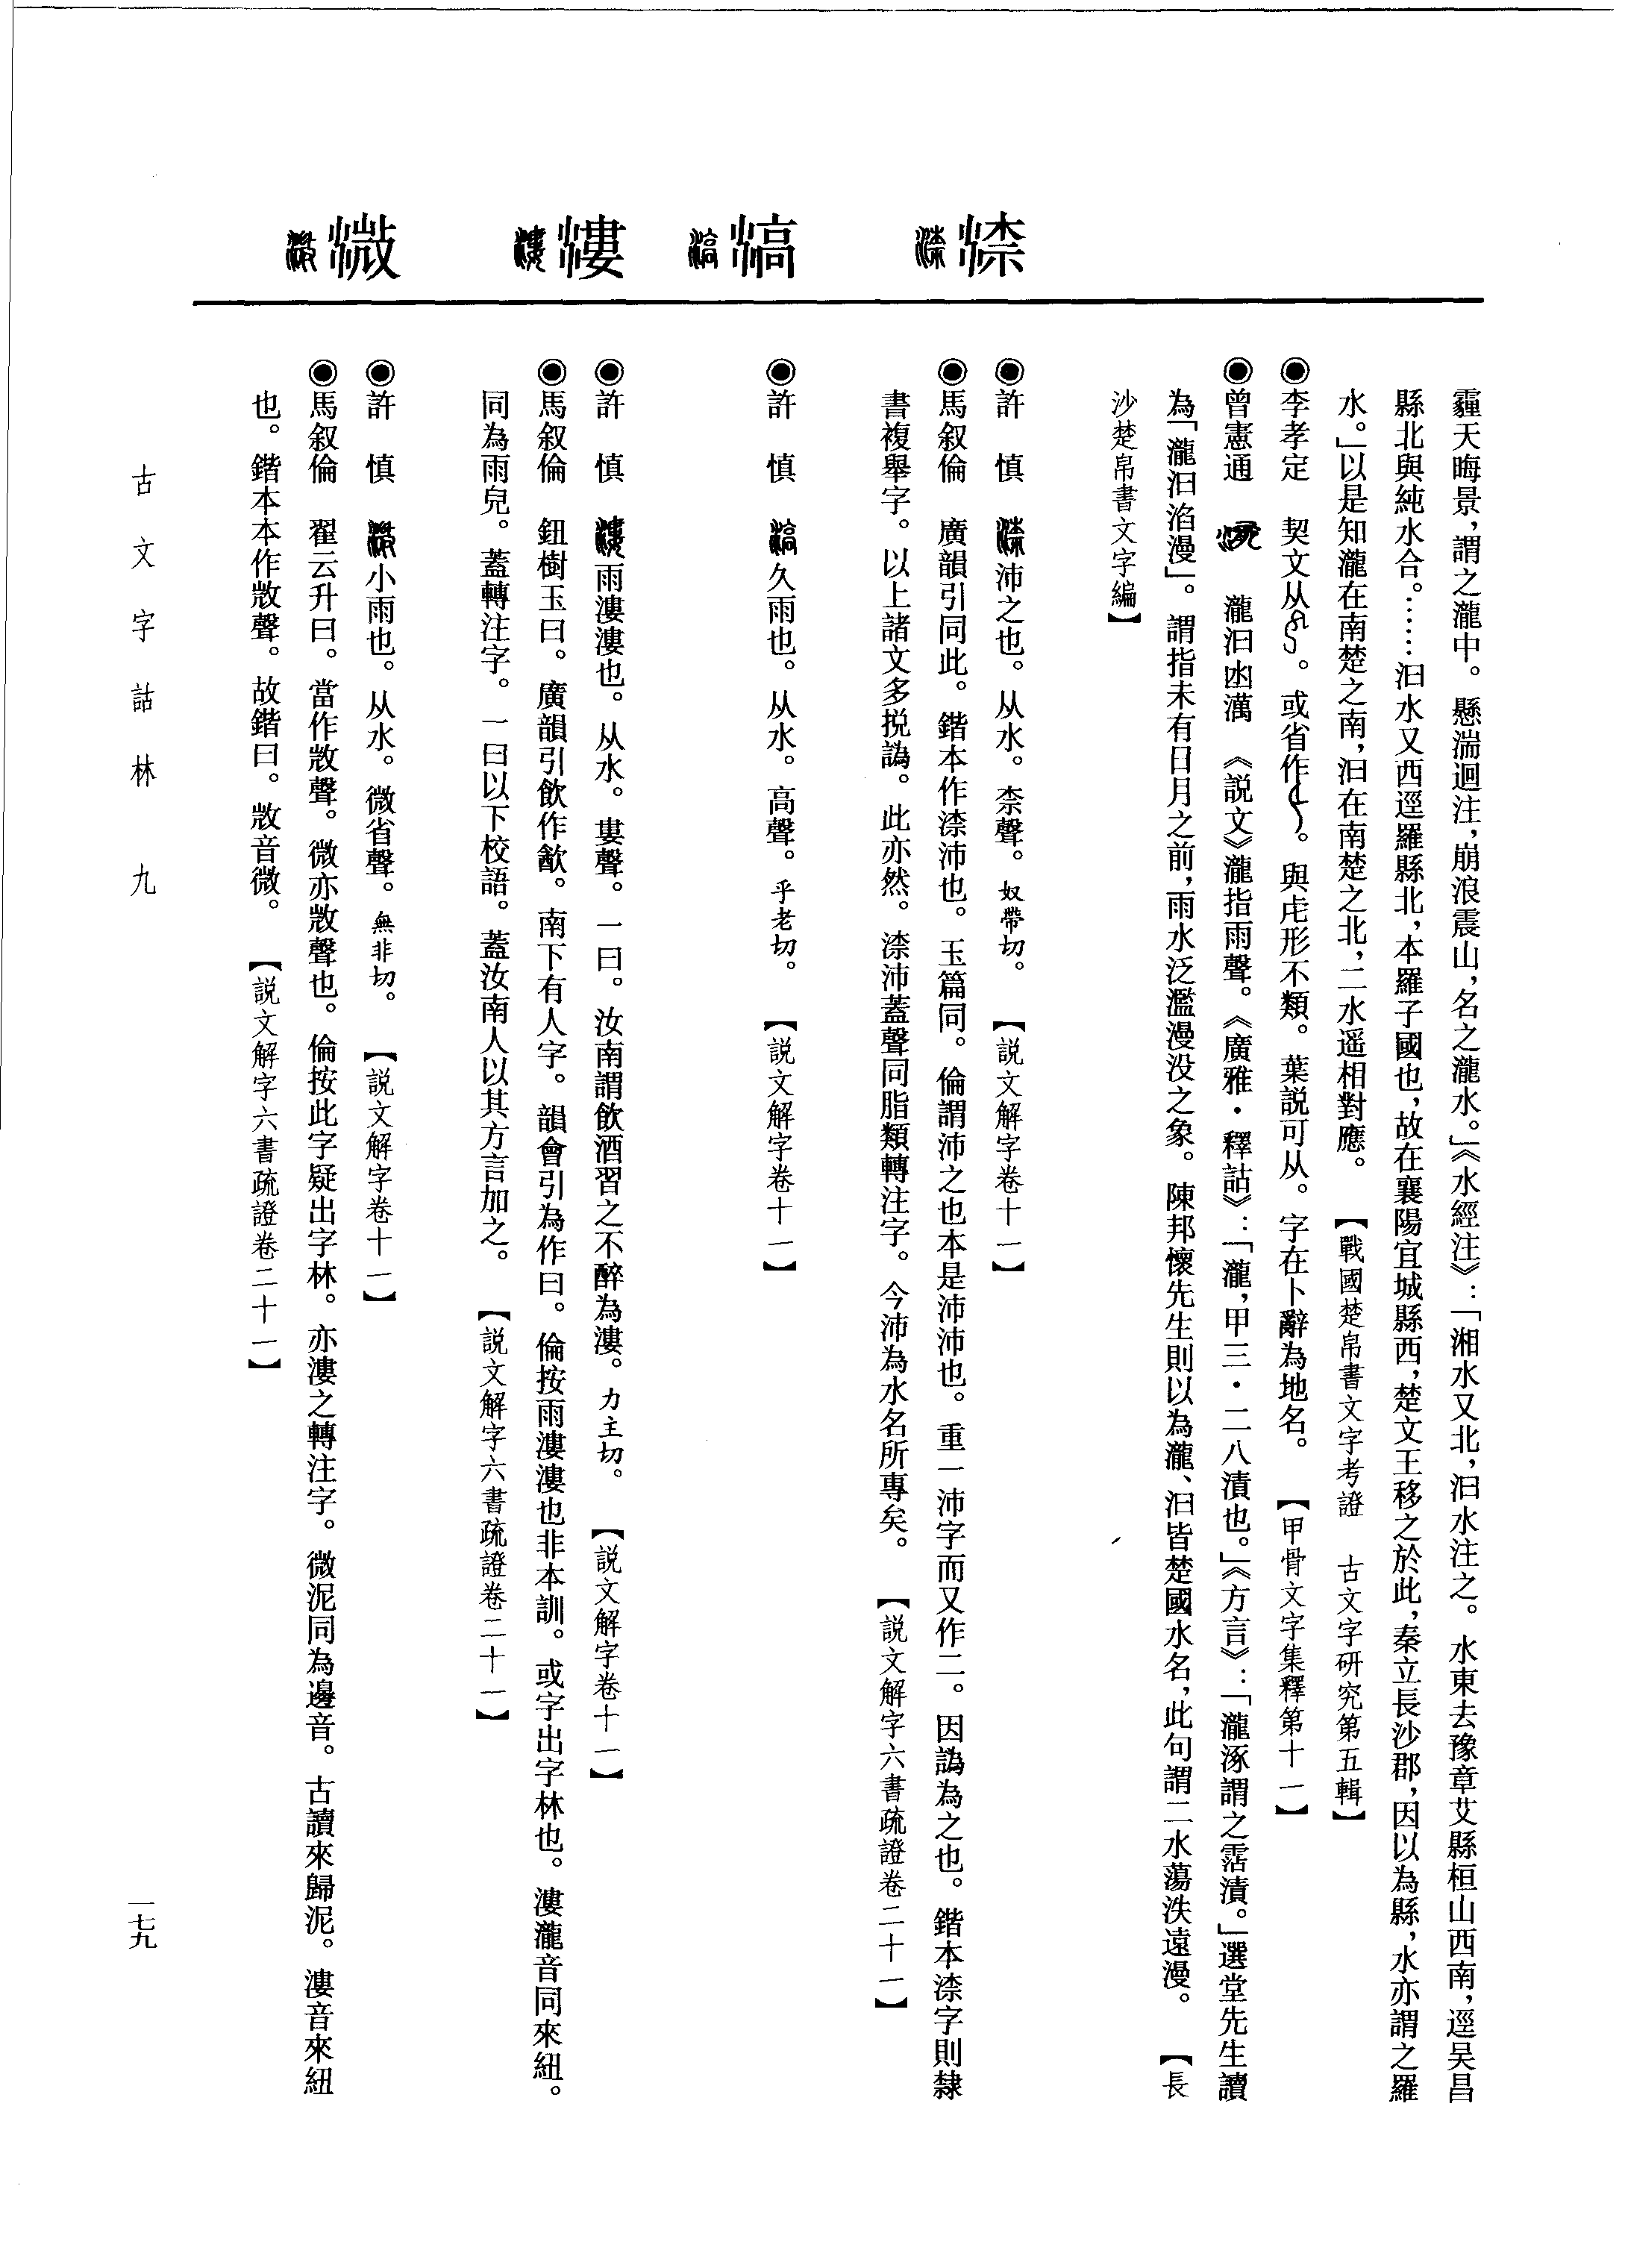 渿
滈
漊
溦
霾天晦景，謂之瀧中。懸湍迴注，崩浪震山，名之瀧水。」《水經注》：「湘水又北，汩水注之。水東去豫章艾縣桓山西南，逕吴昌
縣北與純水合。……汩水又西逕羅縣北，本羅子國也，故在襄陽宜城縣西，楚文王移之於此，秦立長沙郡，因以為縣，水亦謂之羅
水。」以是知瀧在南楚之南，汩在南楚之北，二水遥相對應。　【戰國楚帛書文字考證　古文字研究第五輯】
◉李孝定　契文从。或省作。與虍形不類。葉説可从。字在卜辭為地名。　【甲骨文字集釋第十一】
◉曾憲通　瀧汩凼澫　《説文》瀧指雨聲。《廣雅·釋詁》：「瀧，甲三·二八漬也。」《方言》：「瀧涿謂之霑漬。」選堂先生讀
為「瀧汩淊漫」。謂指未有日月之前，雨水泛濫漫没之象。陳邦懷先生則以為瀧、汩皆楚國水名，此句謂二水蕩泆遠漫。　【長
沙楚帛書文字編】
◉許　慎　沛之也。从水。柰聲。奴帶切。　【説文解字卷十一】
◉馬叙倫　廣韻引同此。鍇本作渿沛也。玉篇同。倫謂沛之也本是沛沛也。重一沛字而又作二。因譌為之也。鍇本渿字則隸
書複舉字。以上諸文多挩譌。此亦然。渿沛蓋聲同脂類轉注字。今沛為水名所專矣。　【説文解字六書疏證卷二十一】
◉許　慎　久雨也。从水。高聲。乎老切。　【説文解字卷十一】
◉許　慎　雨漊漊也。从水。婁聲。一曰。汝南謂飲酒習之不醉為漊。力主切。　【説文解字卷十一】
◉馬叙倫　鈕樹玉曰。廣韻引飲作㱃。南下有人字。韻會引為作曰。倫按雨漊漊也非本訓。或字出字林也。漊瀧音同來紐。
同為雨皃。蓋轉注字。一曰以下校語。蓋汝南人以其方言加之。　【説文解字六書疏證卷二十一】
◉許　慎　小雨也。从水。微省聲。無非切。　【説文解字卷十一】
◉馬叙倫　翟云升曰。當作敚聲。微亦敚聲也。倫按此字疑出字林。亦漊之轉注字。微泥同為邊音。古讀來歸泥。漊音來紐
也。鍇本本作敚聲。故鍇曰。敚音微。　【説文解字六書疏證卷二十一】
古文字詁林　九
一七九